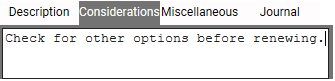 Description Considerations Miscellaneous Journal
Check for other options before renewing.